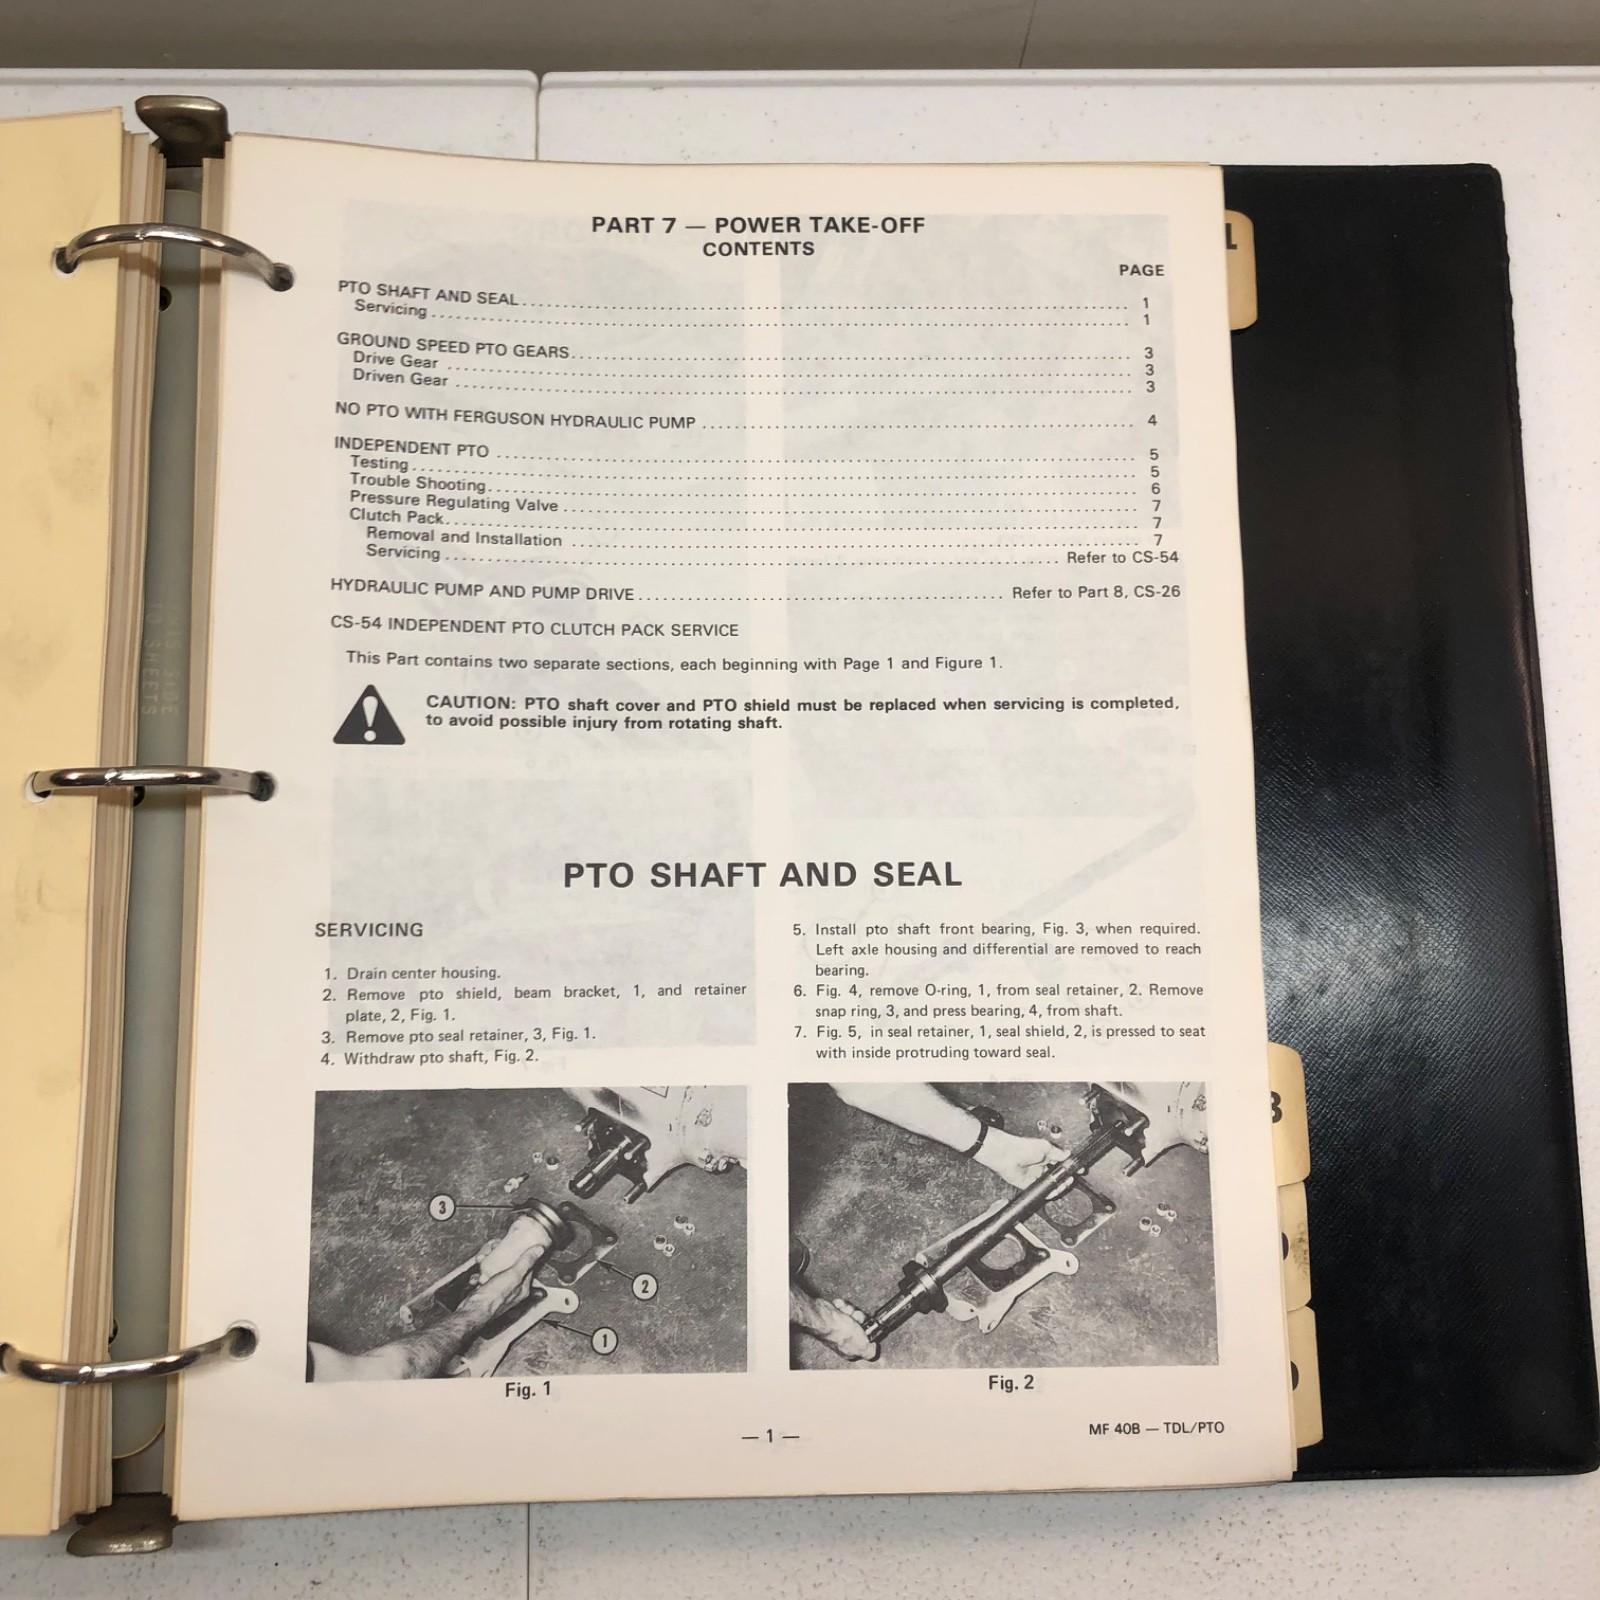 PART 7 — POWER TAKE-OFF
CONTENTS
PAGE
PTO SHAFT AND SEAL ........ 1
Servicing ........ 1
GROUND SPEED PTO GEARS ........ 3
Drive Gear ........ 3
Driven Gear ........ 3
NO PTO WITH FERGUSON HYDRAULIC PUMP ........ 4
INDEPENDENT PTO ........ 5
Testing ........ 5
Trouble Shooting ........ 6
Pressure Regulating Valve ........ 7
Clutch Pack ........ 7
Removal and Installation ........ 7
Servicing ........ Refer to CS-54
HYDRAULIC PUMP AND PUMP DRIVE ........ Refer to Part 8, CS-26
CS-54 INDEPENDENT PTO CLUTCH PACK SERVICE
This Part contains two separate sections, each beginning with Page 1 and Figure 1.
CAUTION: PTO shaft cover and PTO shield must be replaced when servicing is completed,
to avoid possible injury from rotating shaft.
PTO SHAFT AND SEAL
SERVICING
1. Drain center housing.
2. Remove pto shield, beam bracket, 1, and retainer
plate, 2, Fig. 1.
3. Remove pto seal retainer, 3, Fig. 1.
4. Withdraw pto shaft, Fig. 2.
5. Install pto shaft front bearing, Fig. 3, when required.
Left axle housing and differential are removed to reach
bearing.
6. Fig. 4, remove O-ring, 1, from seal retainer, 2. Remove
snap ring, 3, and press bearing, 4, from shaft.
7. Fig. 5, in seal retainer, 1, seal shield, 2, is pressed to seat
with inside protruding toward seal.
3
2
1
Fig. 1
Fig. 2
— 1 —
MF 40B — TDL/PTO
THIS SIDE
TO SHEETS
L
3